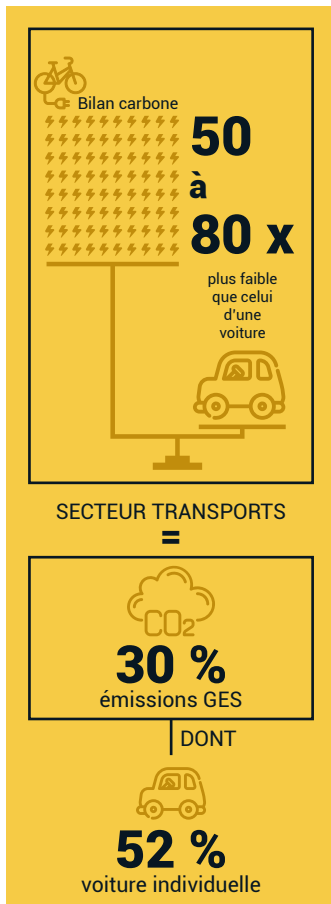 Bilan carbone
50
à
80 x
plus faible
que celui
d'une
voiture
SECTEUR TRANSPORTS
=
CO2
30 %
émissions GES
DONT
52 %
voiture individuelle